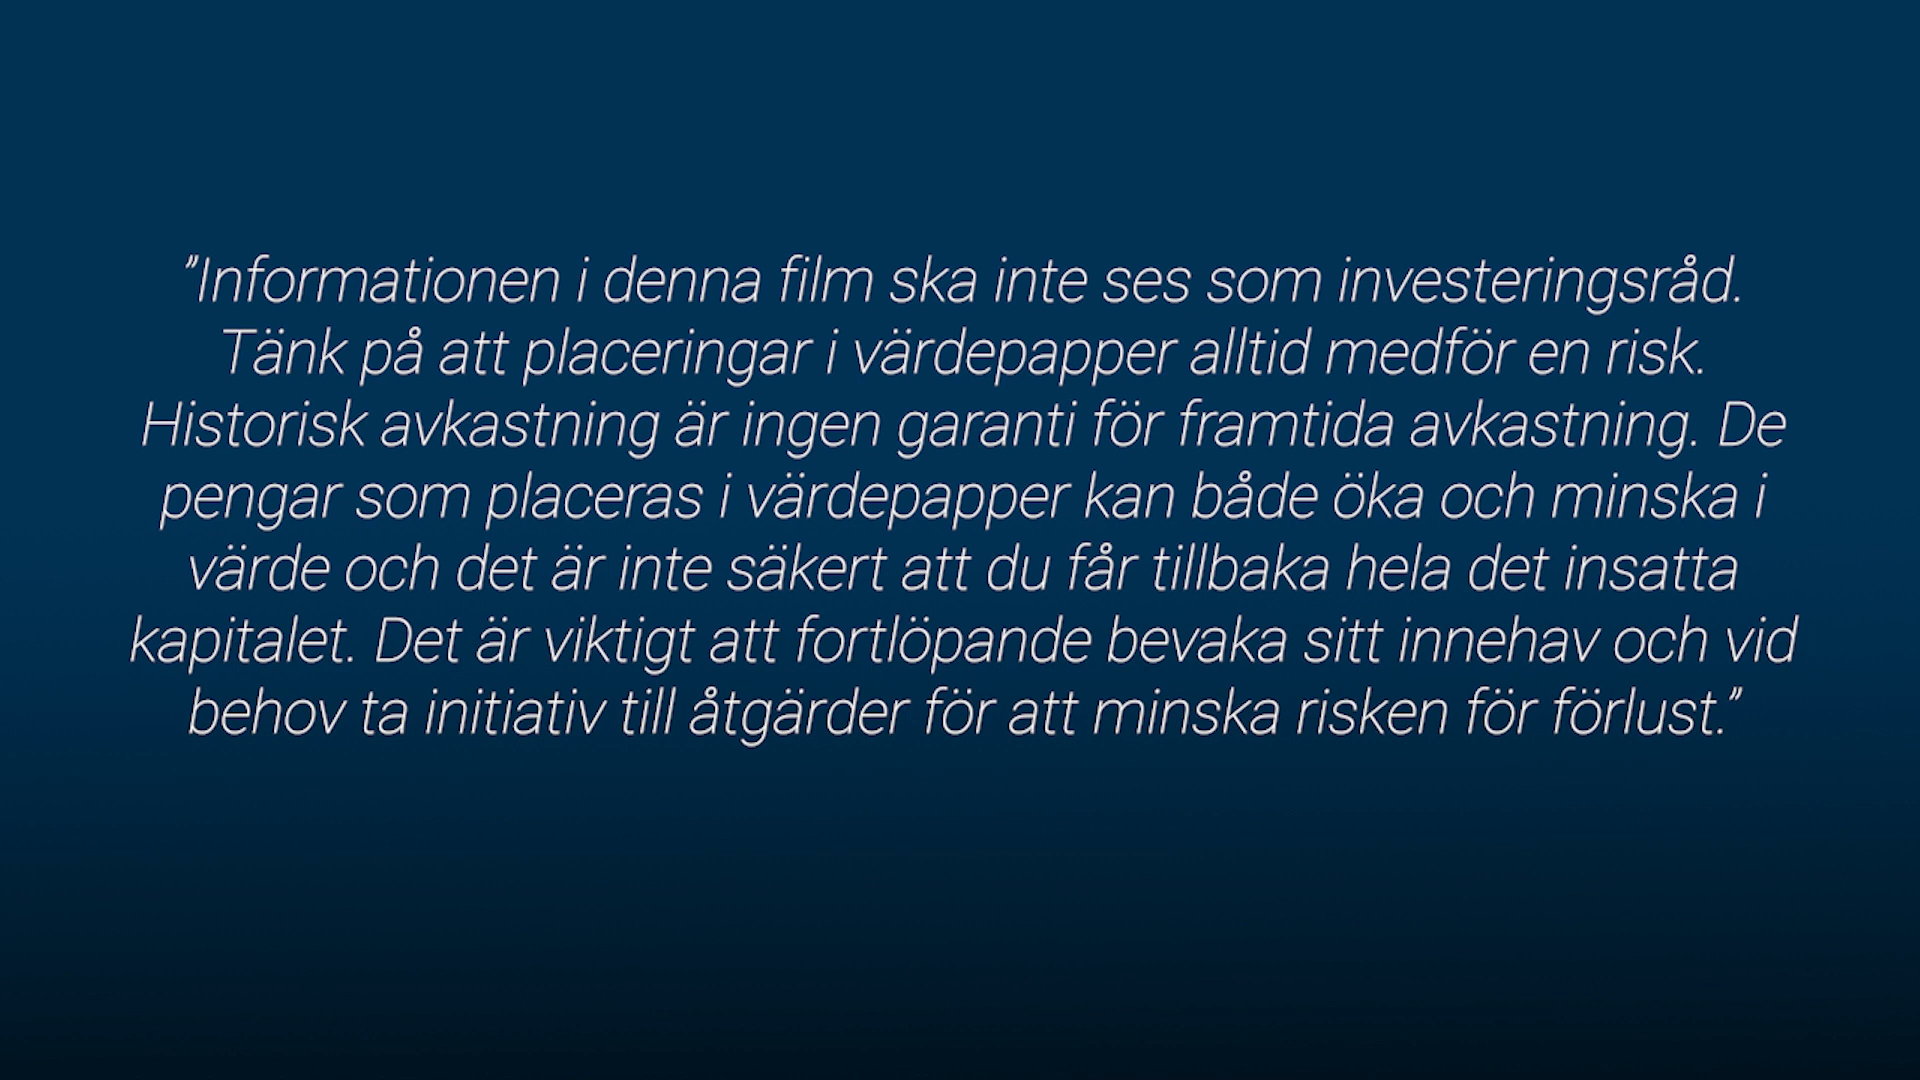 ”Informationen i denna film ska inte ses som investeringsråd.
Tänk på att placeringar i värdepapper alltid medför en risk.
Historisk avkastning är ingen garanti för framtida avkastning. De
pengar som placeras i värdepapper kan både öka och minska i
värde och det är inte säkert att du får tillbaka hela det insatta
kapitalet. Det är viktigt att fortlöpande bevaka sitt innehav och vid
behov ta initiativ till åtgärder för att minska risken för förlust.”